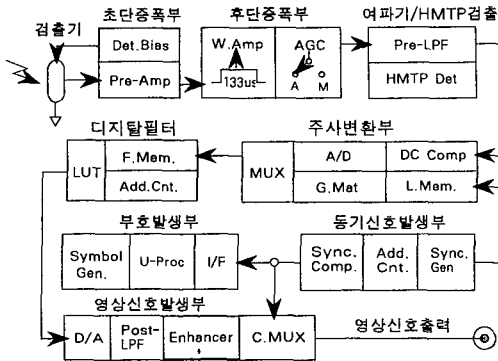 검출기
초단증폭부
후단증폭부
여파기/HMTP검출
Det.Bias
Pre-Amp
W.Amp
133us
AGC
A M
Pre-LPF
HMTP Det
디지탈필터
주사변환부
LUT
F.Mem.
Add.Cnt.
MUX
A/D
DC Comp
G.Mat
L.Mem.
부호발생부
동기신호발생부
Symbol
Gen.
U-Proc
I/F
Sync.
Comp.
Add.
Cnt.
Sync.
Gen
영상신호발생부
D/A
Post-
LPF
Enhancer
+
C.MUX
영상신호출력